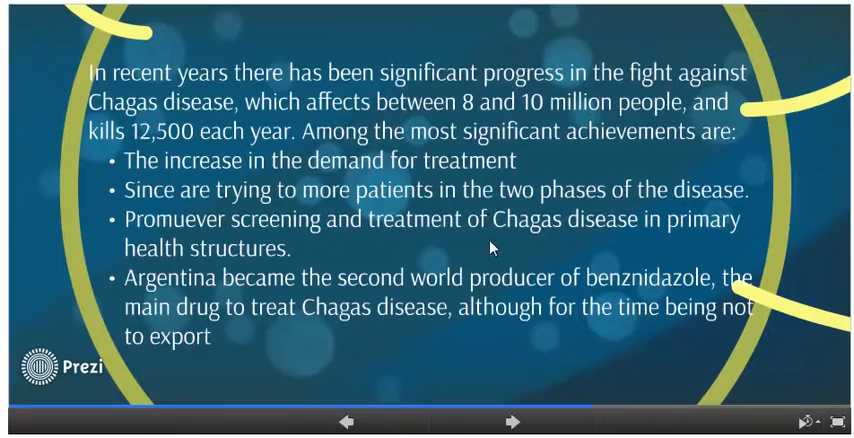 In recent years there has been significant progress in the fight against
Chagas disease, which affects between 8 and 10 million people, and
kills 12,500 each year. Among the most significant achievements are:
• The increase in the demand for treatment
• Since are trying to more patients in the two phases of the disease.
• Promuever screening and treatment of Chagas disease in primary
health structures.
• Argentina became the second world producer of benznidazole, the
main drug to treat Chagas disease, although for the time being not
to export
Prezi